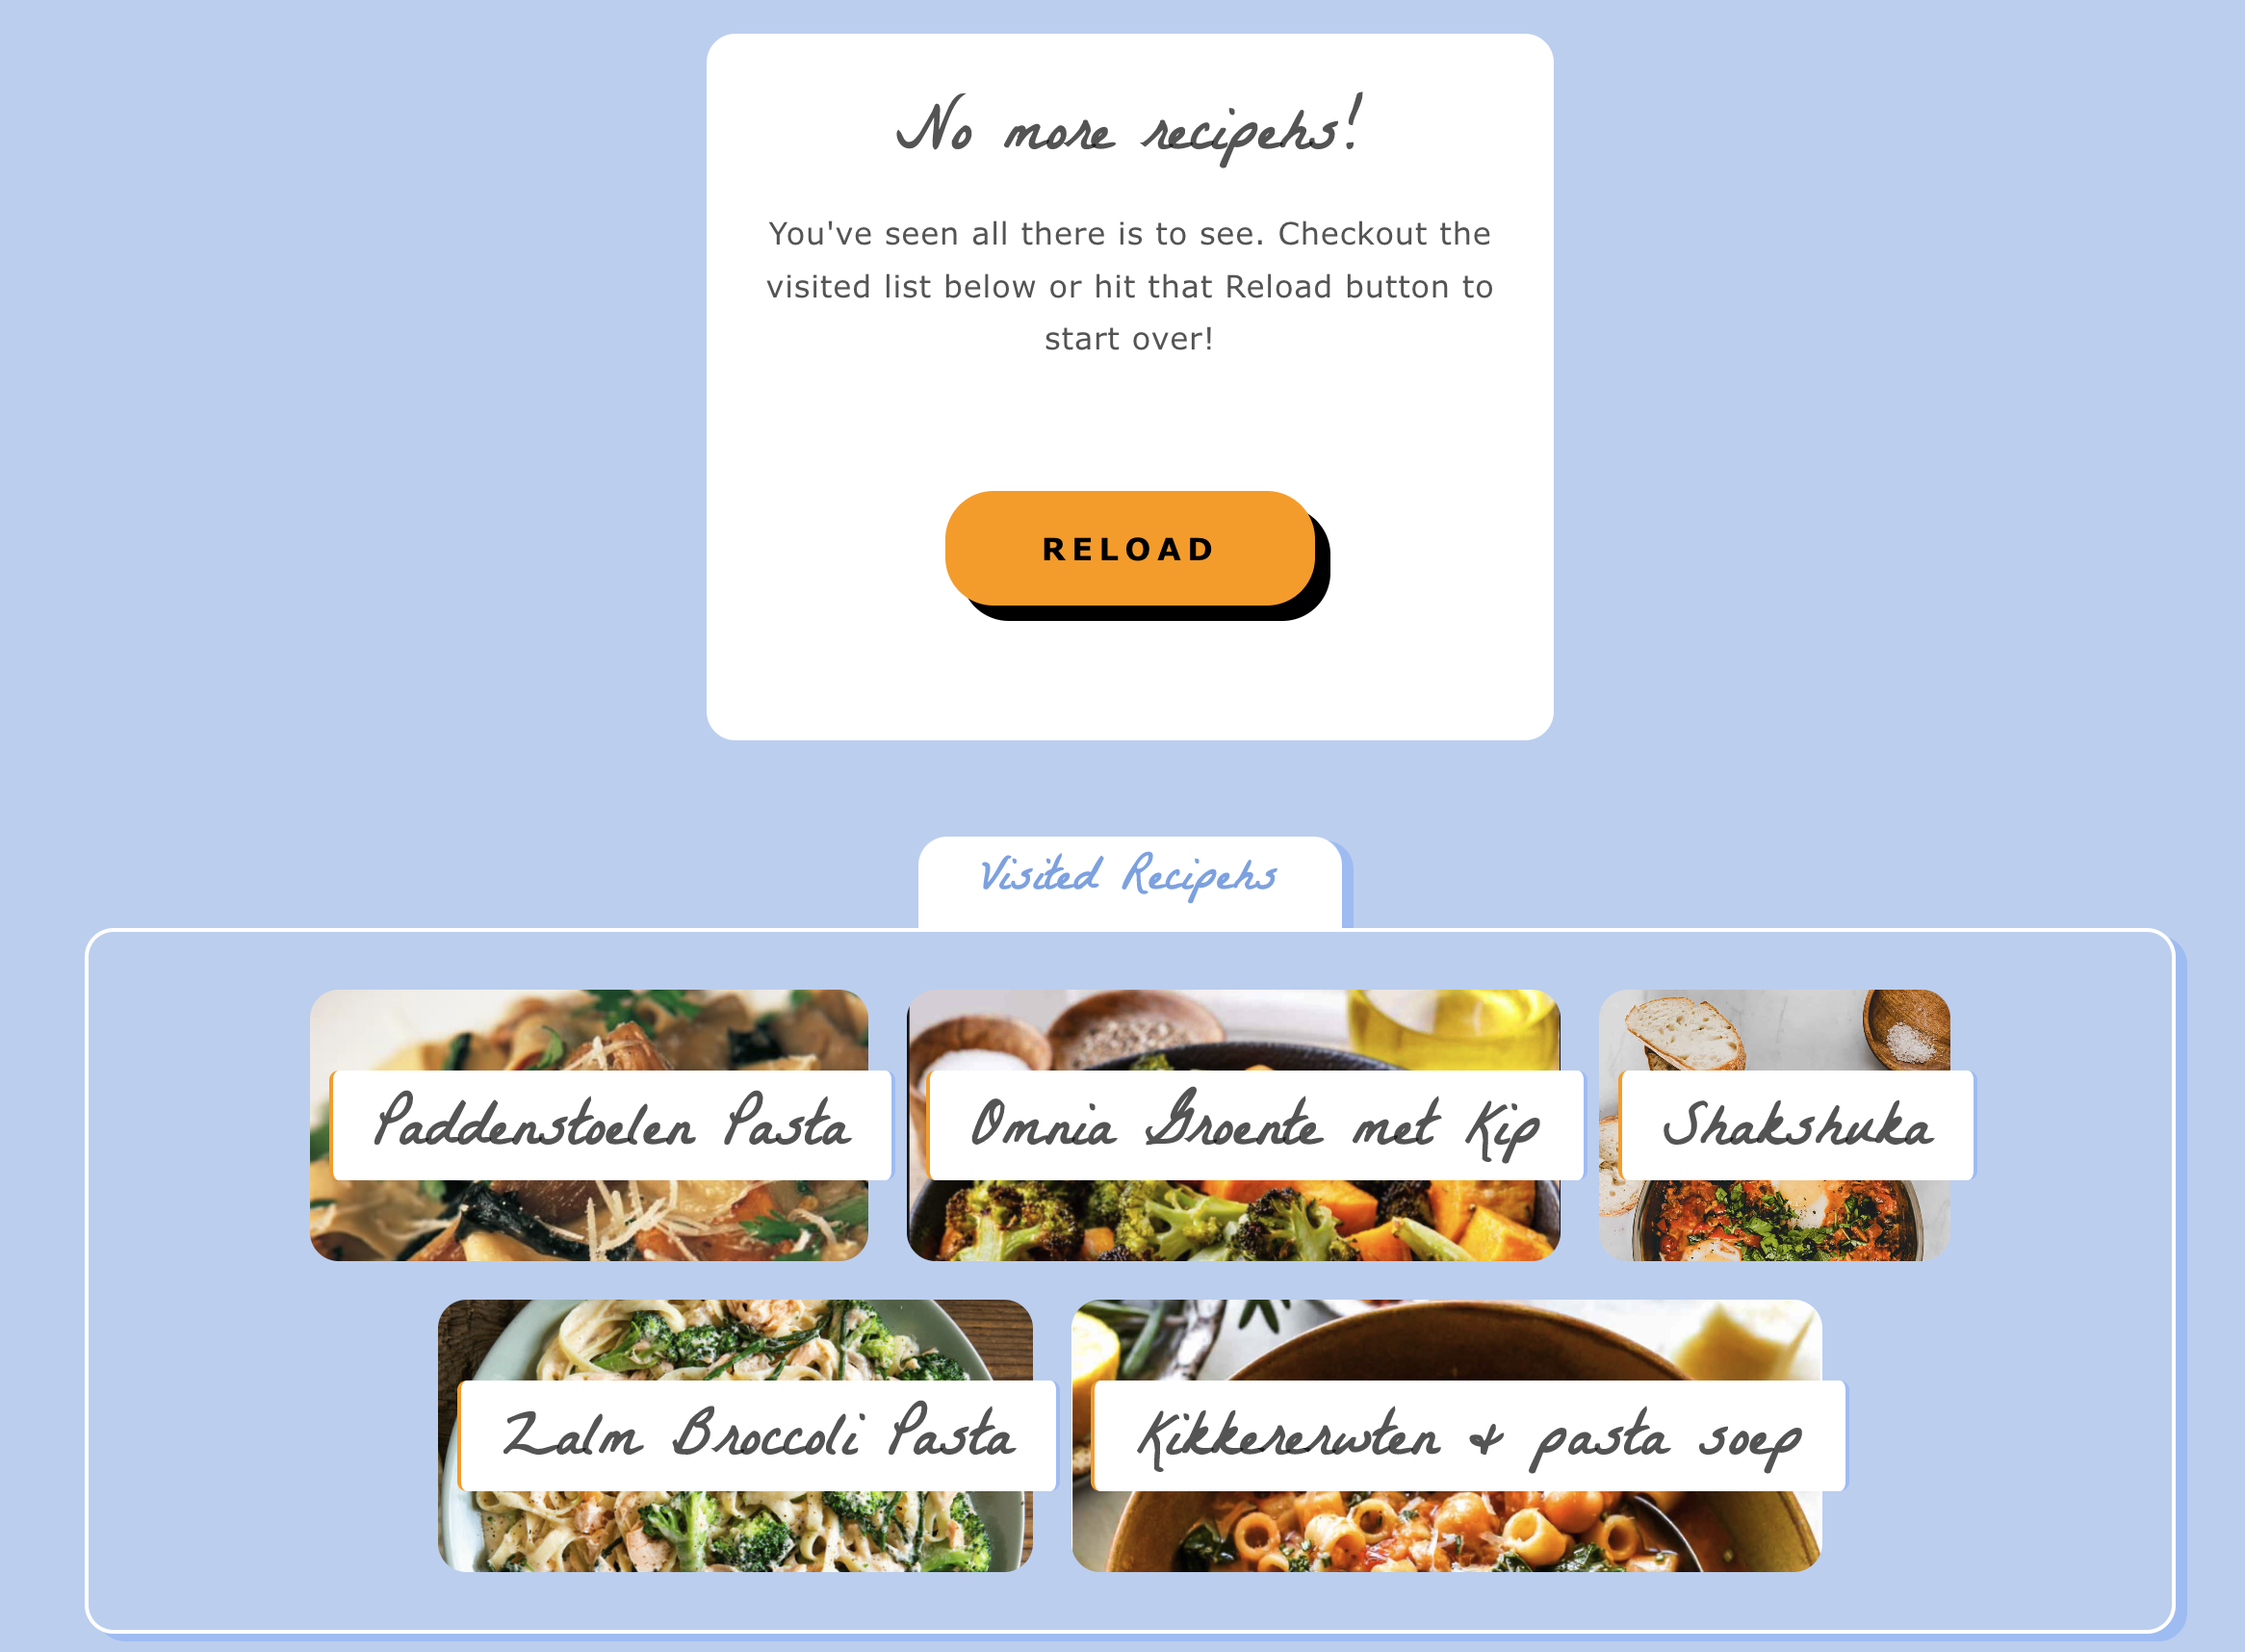 No more recipehs!
You've seen all there is to see. Checkout the
visited list below or hit that Reload button to
start over!
RELOAD
Visited Recipehs
Paddenstoelen Pasta
Omnia Groente met Kip
Shakshuka
Zalm Broccoli Pasta
Kikkererwten & pasta soep